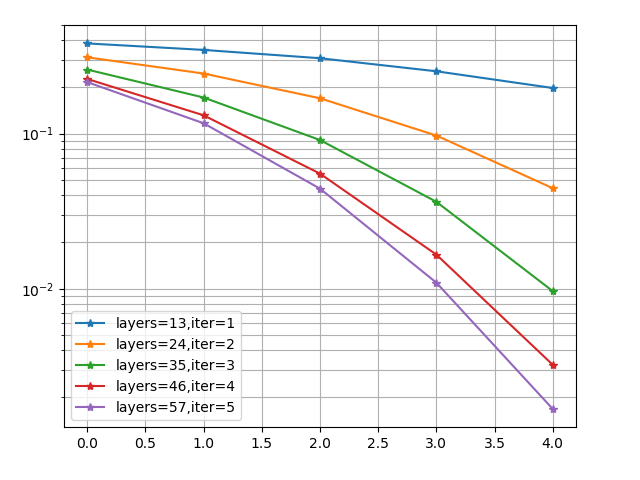 10⁻¹
10⁻²
layers=13,iter=1
layers=24,iter=2
layers=35,iter=3
layers=46,iter=4
layers=57,iter=5
0.0 0.5 1.0 1.5 2.0 2.5 3.0 3.5 4.0